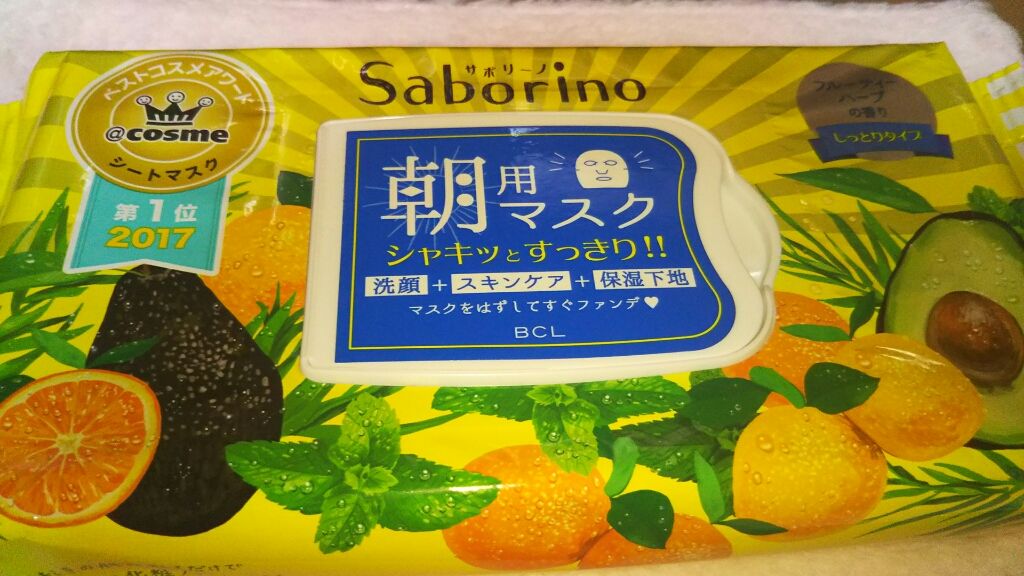 ベストコスメアワード
@cosme
シートマスク
第1位
2017
サボリーノ
Saborino
フルーティー
ハーブ
の香り
しっとりタイプ
朝用
マスク
シャキッとすっきり!!
洗顔+スキンケア+保湿下地
マスクをはずしてすぐファンデ♥
BCL